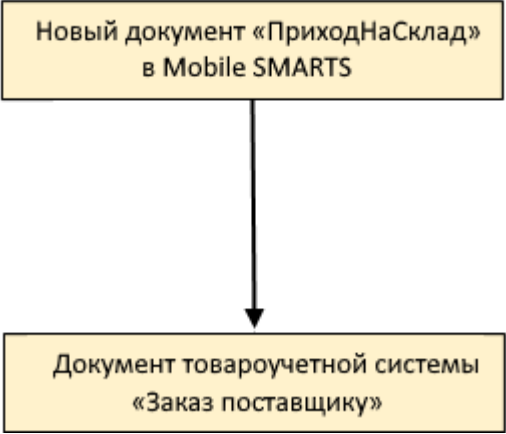 Новый документ «ПриходНаСклад»
в Mobile SMARTS
Документ товароучетной системы
«Заказ поставщику»